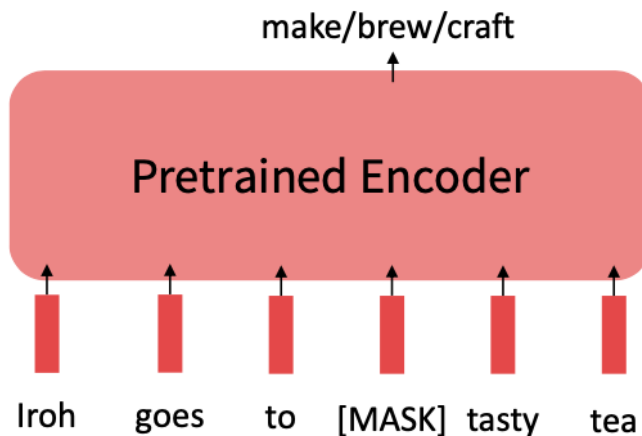 make/brew/craft
Pretrained Encoder
Iroh goes to [MASK] tasty tea